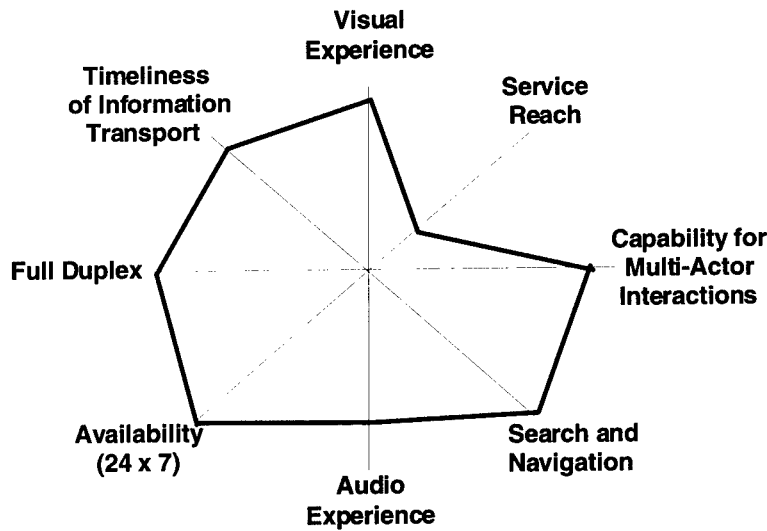 Visual
Experience
Timeliness
of Information
Transport
Service
Reach
Full Duplex
Capability for
Multi-Actor
Interactions
Availability
(24 x 7)
Search and
Navigation
Audio
Experience